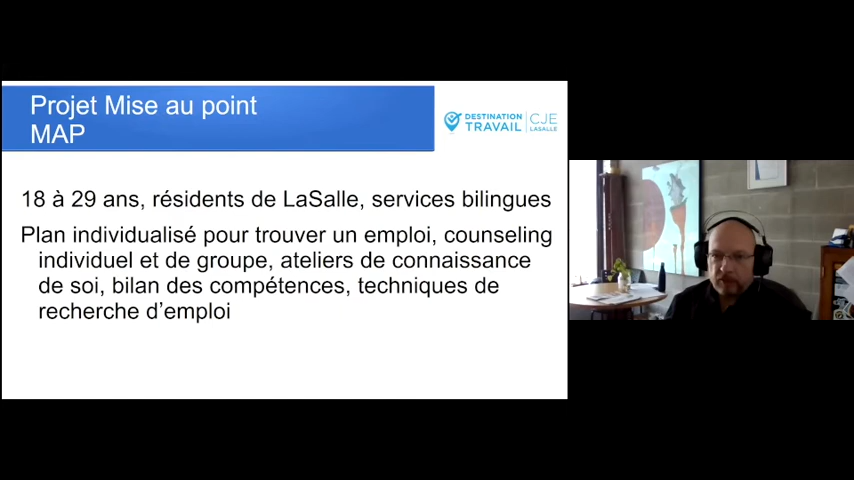 Projet Mise au point
MAP
DESTINATION
TRAVAIL
CJE
LASALLE
18 à 29 ans, résidents de LaSalle, services bilingues
Plan individualisé pour trouver un emploi, counseling
individuel et de groupe, ateliers de connaissance
de soi, bilan des compétences, techniques de
recherche d’emploi